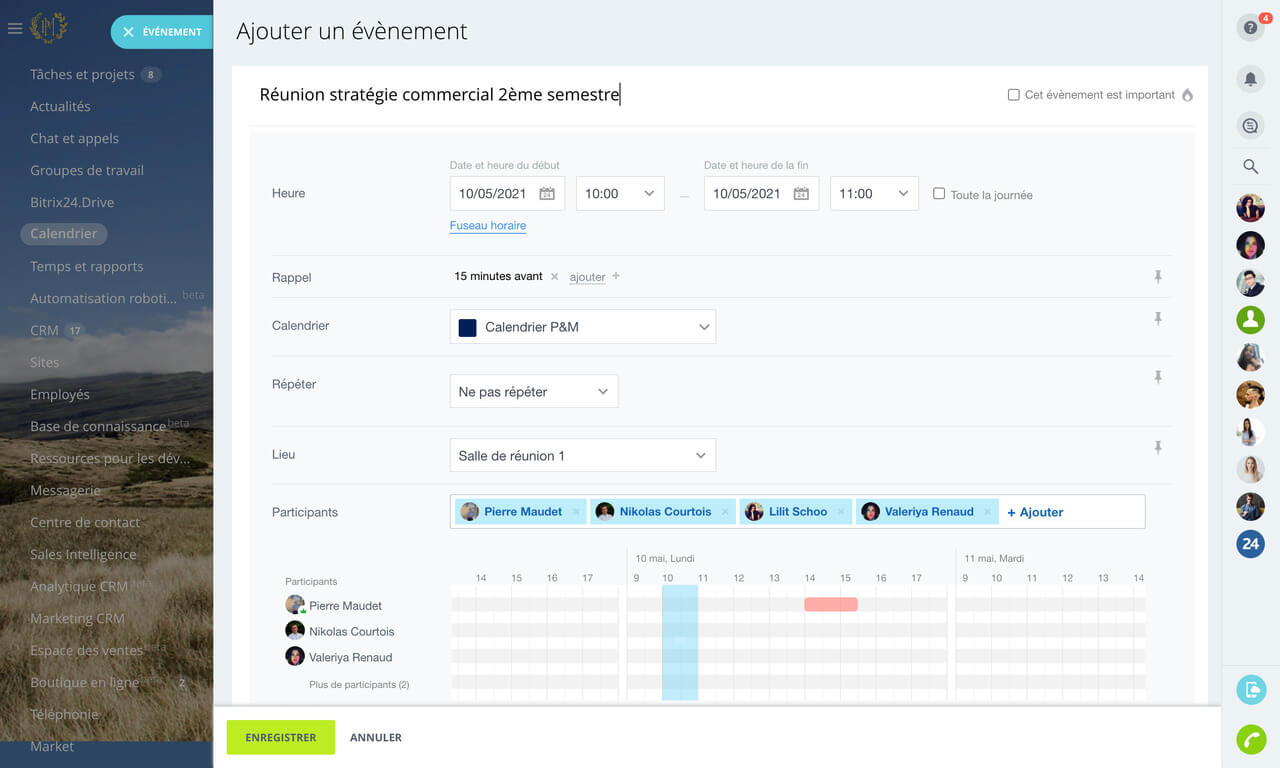 ÉVÉNEMENT
Tâches et projets 8
Actualités
Chat et appels
Groupes de travail
Bitrix24.Drive
Calendrier
Temps et rapports
Automatisation roboti... beta
CRM 17
Sites
Employés
Base de connaissance beta
Ressources pour les dév...
Messagerie
Centre de contact
Sales Intelligence
Analytique CRM beta
Marketing CRM
Espace des ventes beta
Boutique en ligne beta 2
Téléphonie
Market
Ajouter un évènement
Réunion stratégie commercial 2ème semestre
Cet évènement est important
Date et heure du début
Date et heure de la fin
Heure
10/05/2021 10:00 10/05/2021 11:00 Toute la journée
Fuseau horaire
Rappel 15 minutes avant × ajouter +
Calendrier Calendrier P&M
Répéter Ne pas répéter
Lieu Salle de réunion 1
Participants Pierre Maudet × Nikolas Courtois × Lilit Schoo × Valeriya Renaud × + Ajouter
10 mai, Lundi 11 mai, Mardi
Participants 14 15 16 17 9 10 11 12 13 14 15 16 17 9 10 11 12 13 14
Pierre Maudet
Nikolas Courtois
Valeriya Renaud
Plus de participants (2)
ENREGISTRER ANNULER
? 4
24